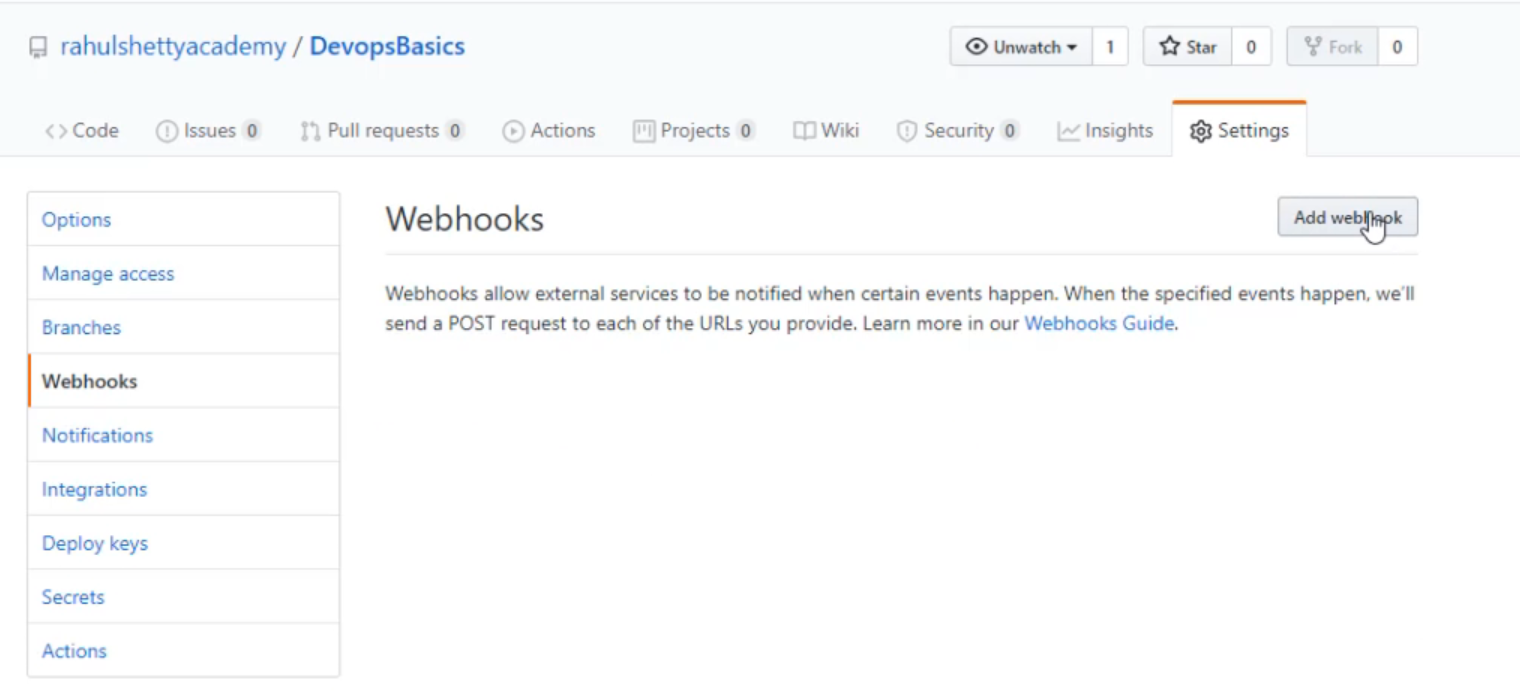 rahulshettyacademy / DevopsBasics
Unwatch 1 Star 0 Fork 0
Code Issues 0 Pull requests 0 Actions Projects 0 Wiki Security 0 Insights Settings
Options
Manage access
Branches
Webhooks
Notifications
Integrations
Deploy keys
Secrets
Actions
Webhooks
Add webhook
Webhooks allow external services to be notified when certain events happen. When the specified events happen, we'll
send a POST request to each of the URLs you provide. Learn more in our Webhooks Guide.